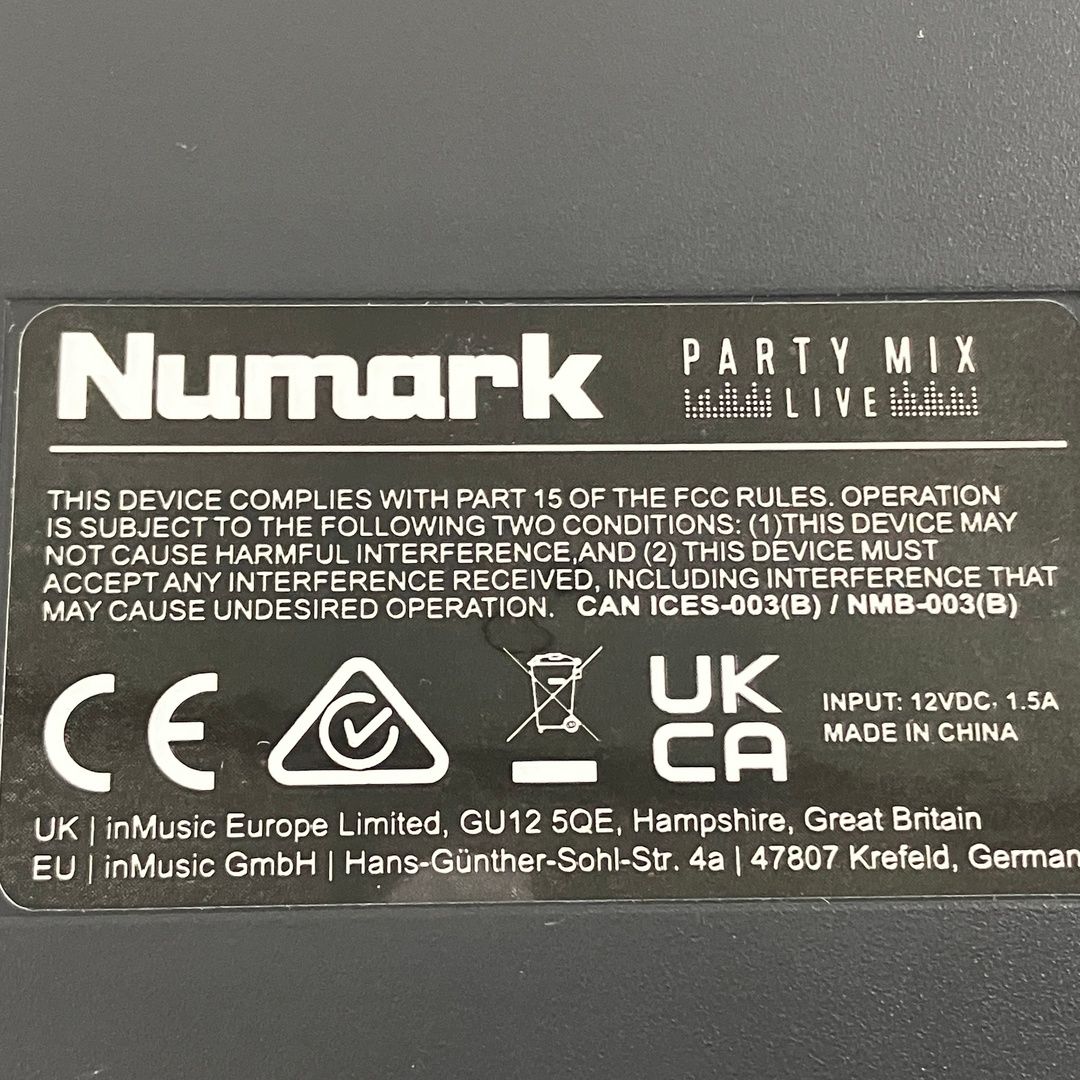 Numark
PARTY MIX
LIVE
THIS DEVICE COMPLIES WITH PART 15 OF THE FCC RULES. OPERATION
IS SUBJECT TO THE FOLLOWING TWO CONDITIONS: (1)THIS DEVICE MAY
NOT CAUSE HARMFUL INTERFERENCE,AND (2) THIS DEVICE MUST
ACCEPT ANY INTERFERENCE RECEIVED, INCLUDING INTERFERENCE THAT
MAY CAUSE UNDESIRED OPERATION. CAN ICES-003(B) / NMB-003(B)
CE
UK
CA
INPUT: 12VDC, 1.5A
MADE IN CHINA
UK | inMusic Europe Limited, GU12 5QE, Hampshire, Great Britain
EU | inMusic GmbH | Hans-Günther-Sohl-Str. 4a | 47807 Krefeld, German